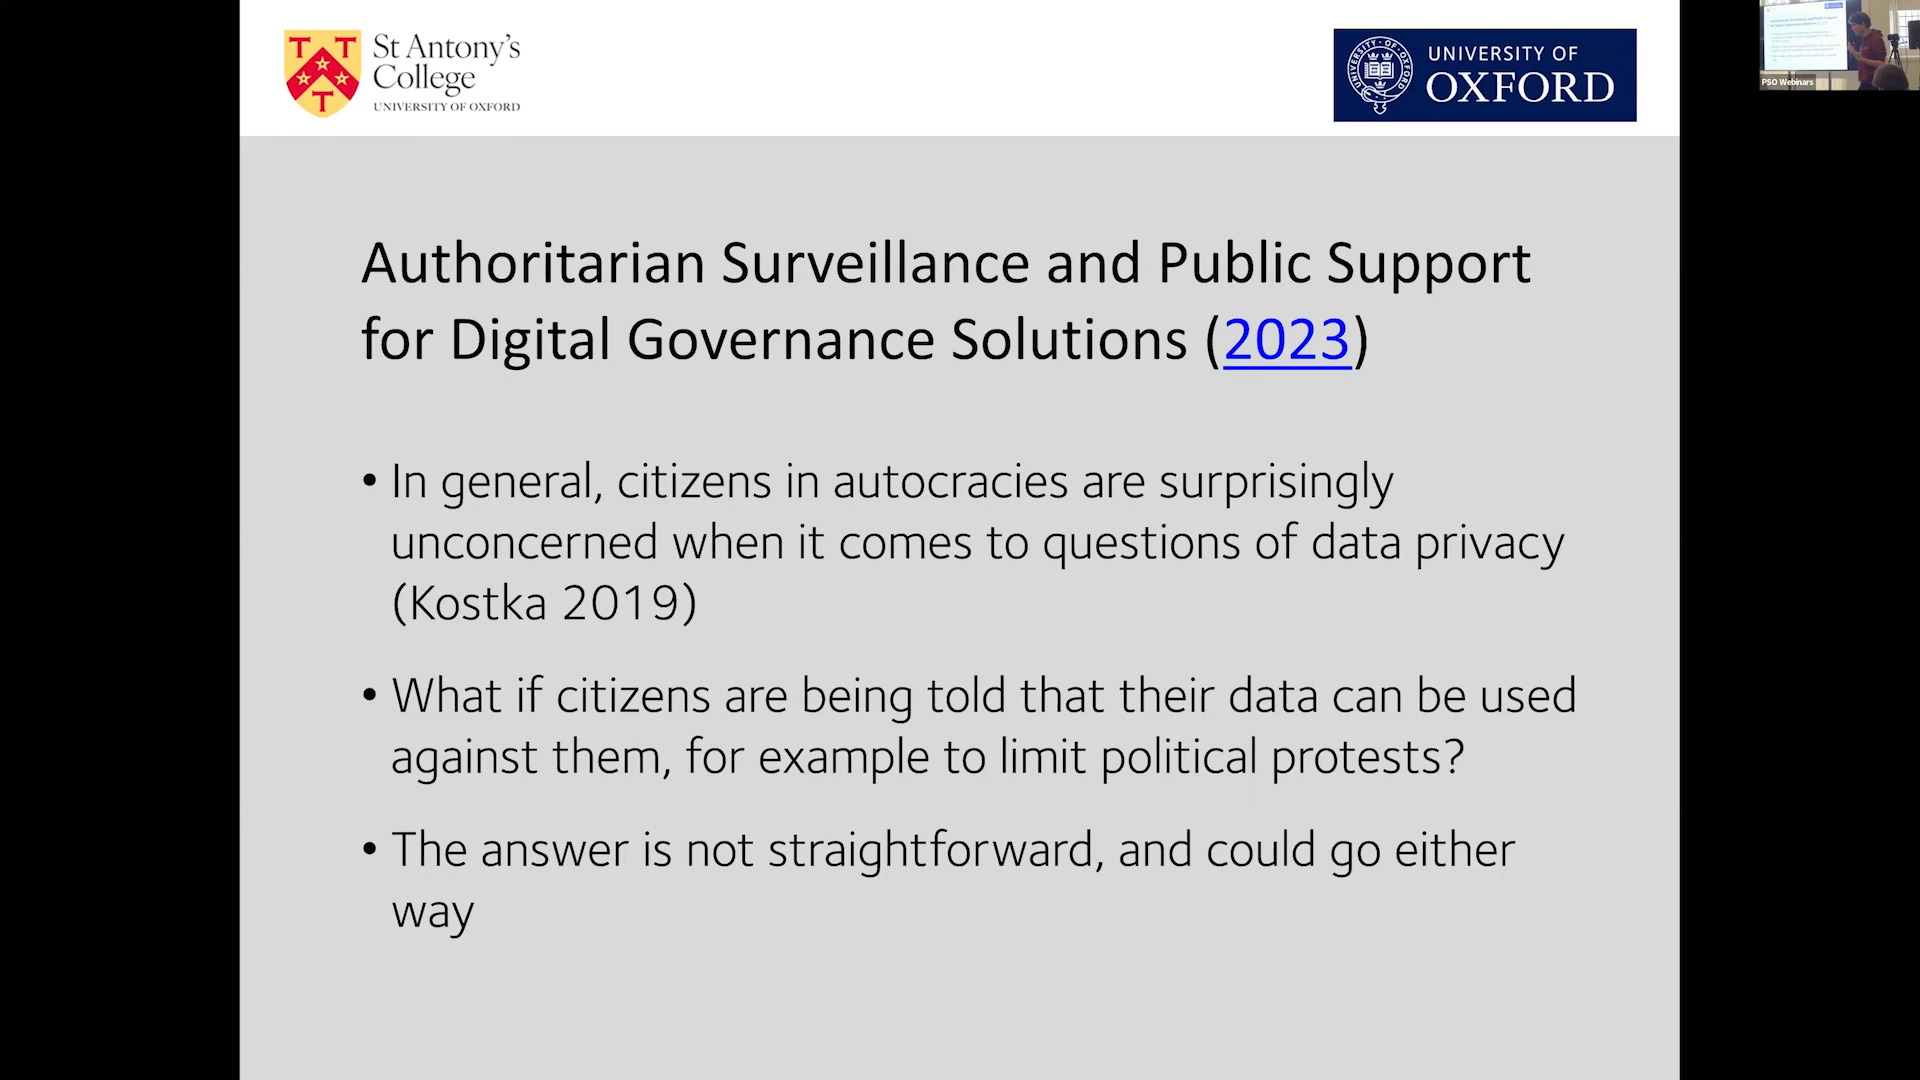 St Antony's
College
UNIVERSITY OF OXFORD
UNIVERSITY OF
OXFORD
PSO Webinars
Authoritarian Surveillance and Public Support
for Digital Governance Solutions (2023)
• In general, citizens in autocracies are surprisingly
unconcerned when it comes to questions of data privacy
(Kostka 2019)
• What if citizens are being told that their data can be used
against them, for example to limit political protests?
• The answer is not straightforward, and could go either
way